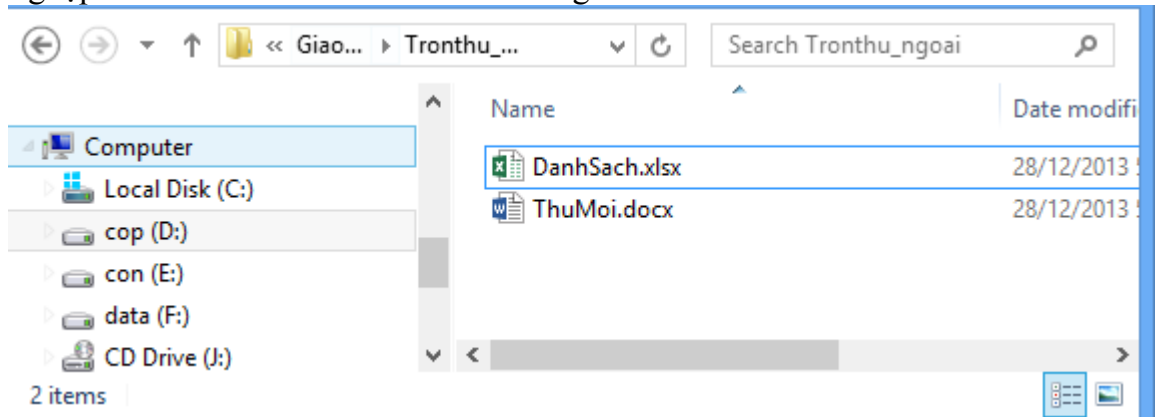 « Giao... Tronthu_... Search Tronthu_ngoai
Name Date modifi
Computer
DanhSach.xlsx 28/12/2013
Local Disk (C:)
ThuMoi.docx 28/12/2013
cop (D:)
con (E:)
data (F:)
CD Drive (J:)
2 items